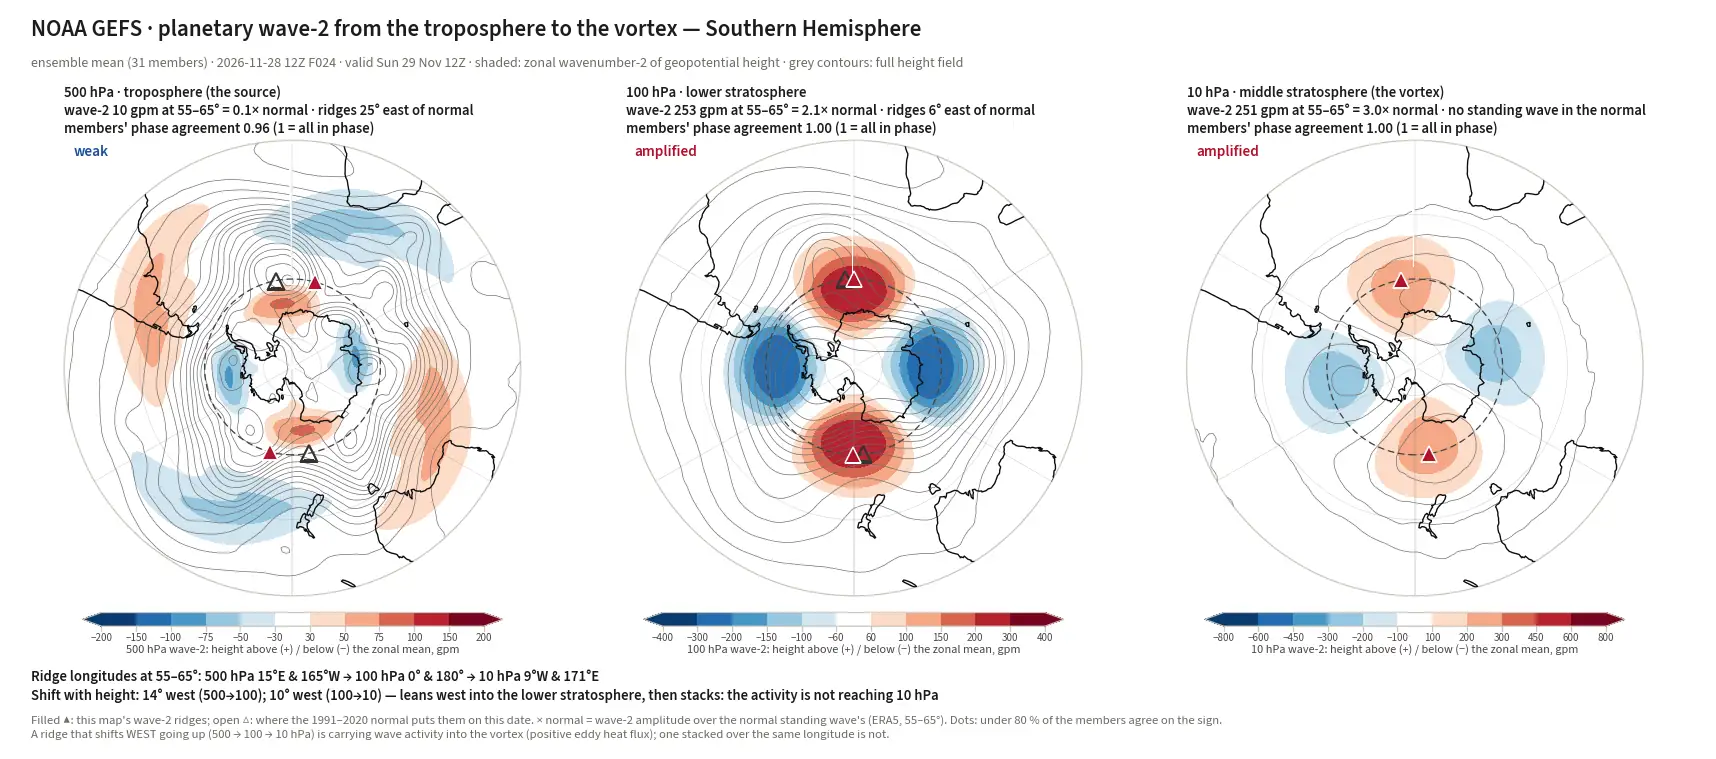 NOAA GEFS · planetary wave-2 from the troposphere to the vortex — Southern Hemisphere
ensemble mean (31 members) · 2026-11-28 12Z F024 · valid Sun 29 Nov 12Z · shaded: zonal wavenumber-2 of geopotential height · grey contours: full height field
500 hPa · troposphere (the source)
wave-2 10 gpm at 55–65° = 0.1× normal · ridges 25° east of normal
members' phase agreement 0.96 (1 = all in phase)
weak
100 hPa · lower stratosphere
wave-2 253 gpm at 55–65° = 2.1× normal · ridges 6° east of normal
members' phase agreement 1.00 (1 = all in phase)
amplified
10 hPa · middle stratosphere (the vortex)
wave-2 251 gpm at 55–65° = 3.0× normal · no standing wave in the normal
members' phase agreement 1.00 (1 = all in phase)
amplified
−200 −150 −100 −75 −50 −30 30 50 75 100 150 200
500 hPa wave-2: height above (+) / below (−) the zonal mean, gpm
−400 −300 −200 −150 −100 −60 60 100 150 200 300 400
100 hPa wave-2: height above (+) / below (−) the zonal mean, gpm
−800 −600 −450 −300 −200 −100 100 200 300 450 600 800
10 hPa wave-2: height above (+) / below (−) the zonal mean, gpm
Ridge longitudes at 55–65°: 500 hPa 15°E & 165°W → 100 hPa 0° & 180° → 10 hPa 9°W & 171°E
Shift with height: 14° west (500→100); 10° west (100→10) — leans west into the lower stratosphere, then stacks: the activity is not reaching 10 hPa
Filled ▲: this map's wave-2 ridges; open △: where the 1991–2020 normal puts them on this date. × normal = wave-2 amplitude over the normal standing wave's (ERA5, 55–65°). Dots: under 80 % of the members agree on the sign.
A ridge that shifts WEST going up (500 → 100 → 10 hPa) is carrying wave activity into the vortex (positive eddy heat flux); one stacked over the same longitude is not.